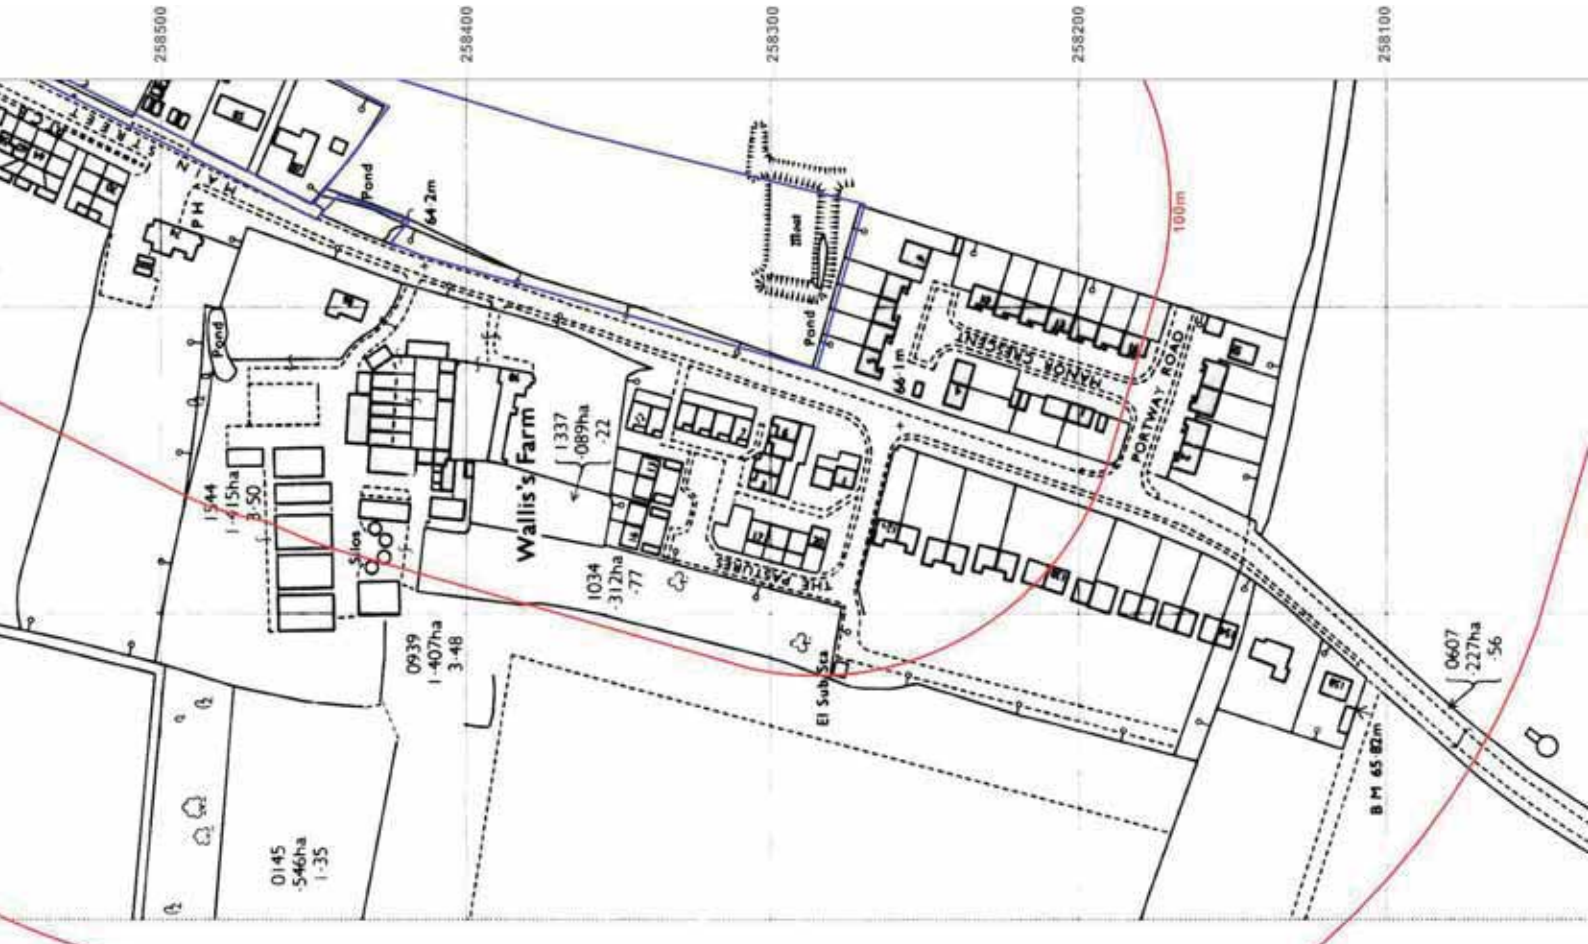 258500
258400
258300
258200
258100
100m
STREET
Pond
64·2m
PH
Moat
Pond
Pond
66·1m
MANOR CRESCENT
PORTWAY ROAD
Wallis's Farm
1337
·089ha
·22
1544
1·415ha
3·50
Silos
1034
·312ha
·77
THE PASTURES
El Sub Sta
0939
1·407ha
3·48
0607
·227ha
·56
B M 65·82m
0145
·546ha
1·35